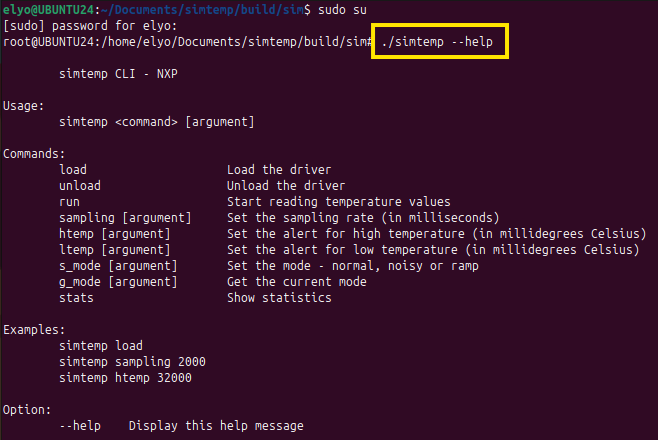 elyo@UBUNTU24:~/Documents/simtemp/build/sim$ sudo su
[sudo] password for elyo:
root@UBUNTU24:/home/elyo/Documents/simtemp/build/sim# ./simtemp --help
simtemp CLI - NXP
Usage:
simtemp <command> [argument]
Commands:
load Load the driver
unload Unload the driver
run Start reading temperature values
sampling [argument] Set the sampling rate (in milliseconds)
htemp [argument] Set the alert for high temperature (in millidegrees Celsius)
ltemp [argument] Set the alert for low temperature (in millidegrees Celsius)
s_mode [argument] Set the mode - normal, noisy or ramp
g_mode [argument] Get the current mode
stats Show statistics
Examples:
simtemp load
simtemp sampling 2000
simtemp htemp 32000
Option:
--help Display this help message